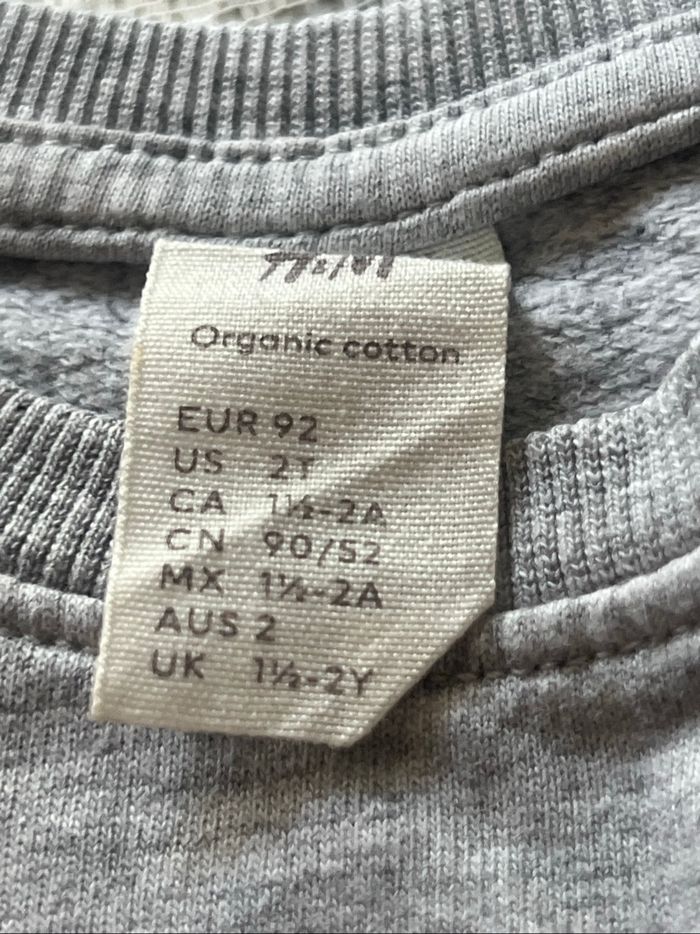 Organic cotton
EUR 92
US 2T
CA 1½-2A
CN 90/52
MX 1½-2A
AUS 2
UK 1½-2Y